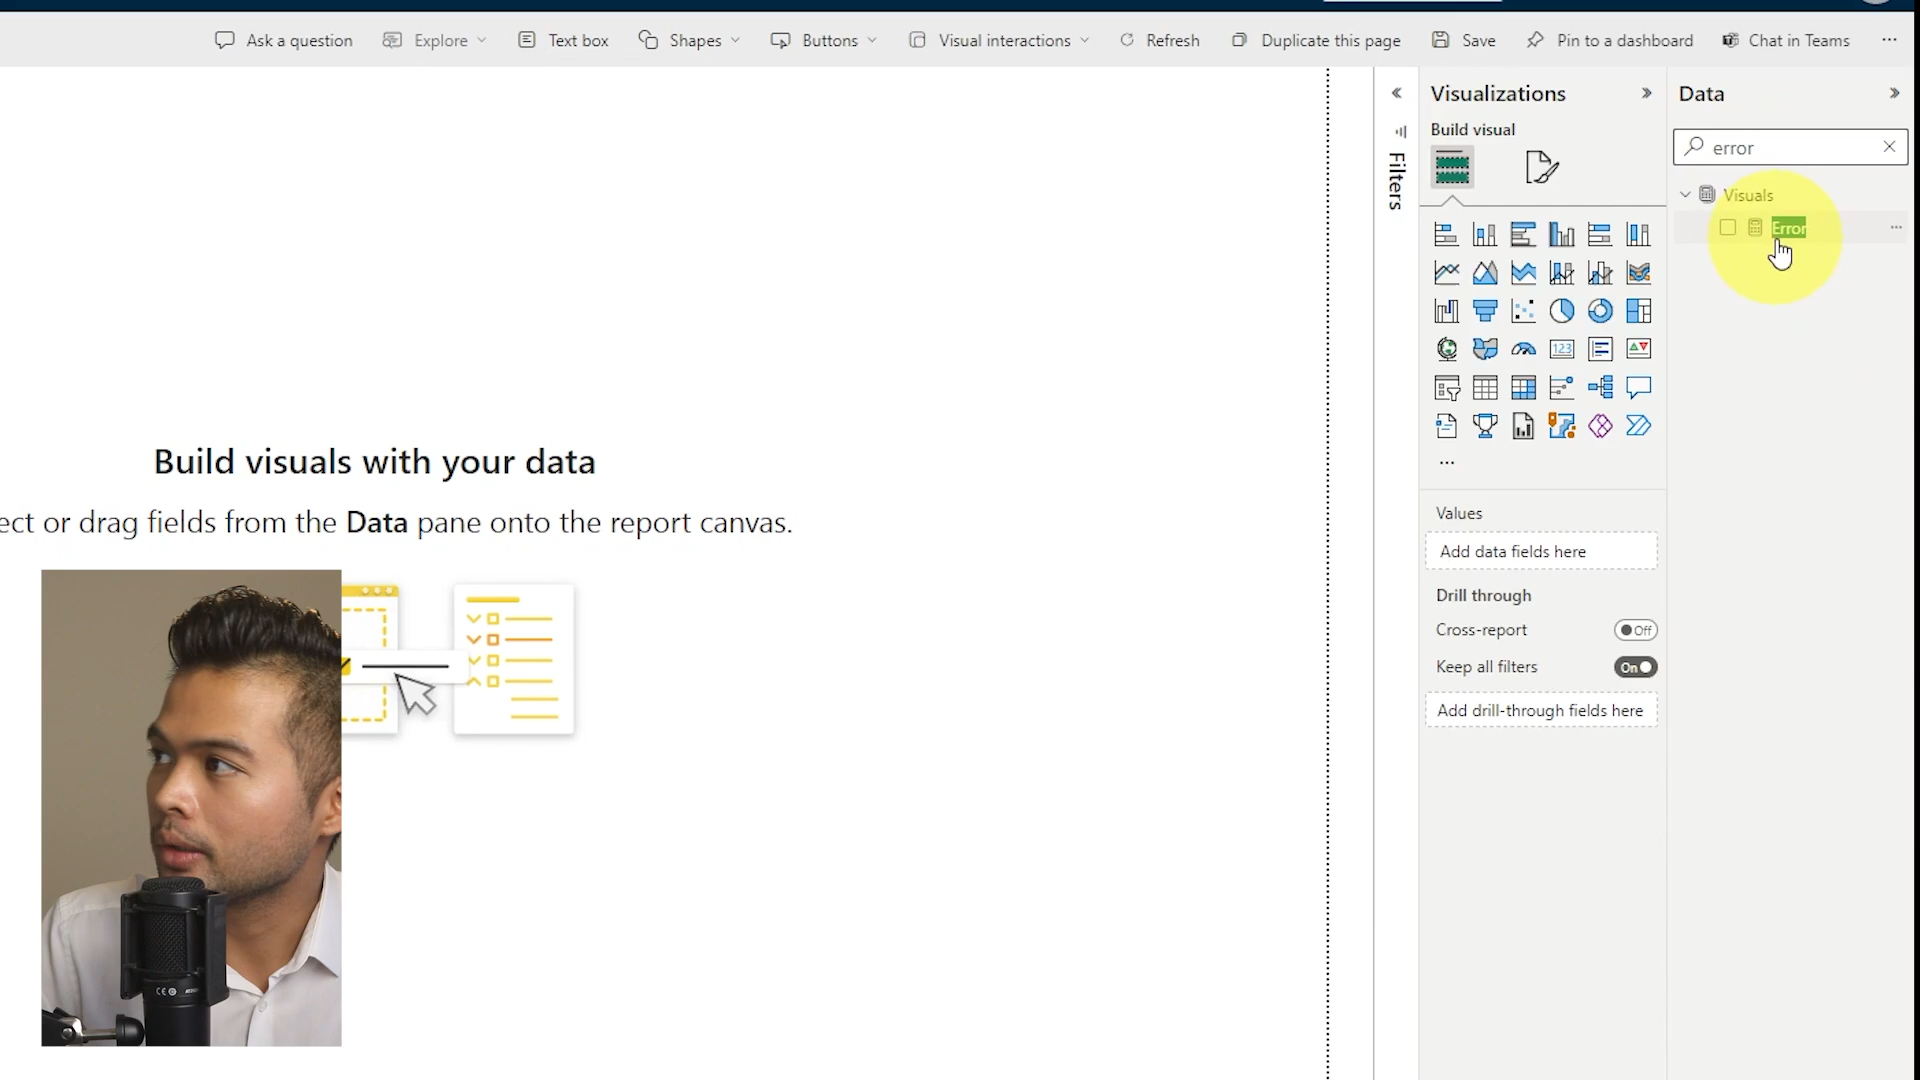 Ask a question
Explore
Text box
Shapes
Buttons
Visual interactions
Refresh
Duplicate this page
Save
Pin to a dashboard
Chat in Teams
Filters
Visualizations
Build visual
123
Values
Add data fields here
Drill through
Cross-report
Off
Keep all filters
On
Add drill-through fields here
Data
error
Visuals
Error
Build visuals with your data
ect or drag fields from the Data pane onto the report canvas.